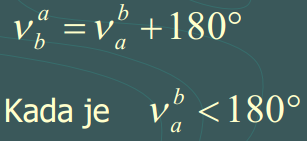 ν_b^a = ν_a^b + 180°
Kada je ν_a^b < 180°